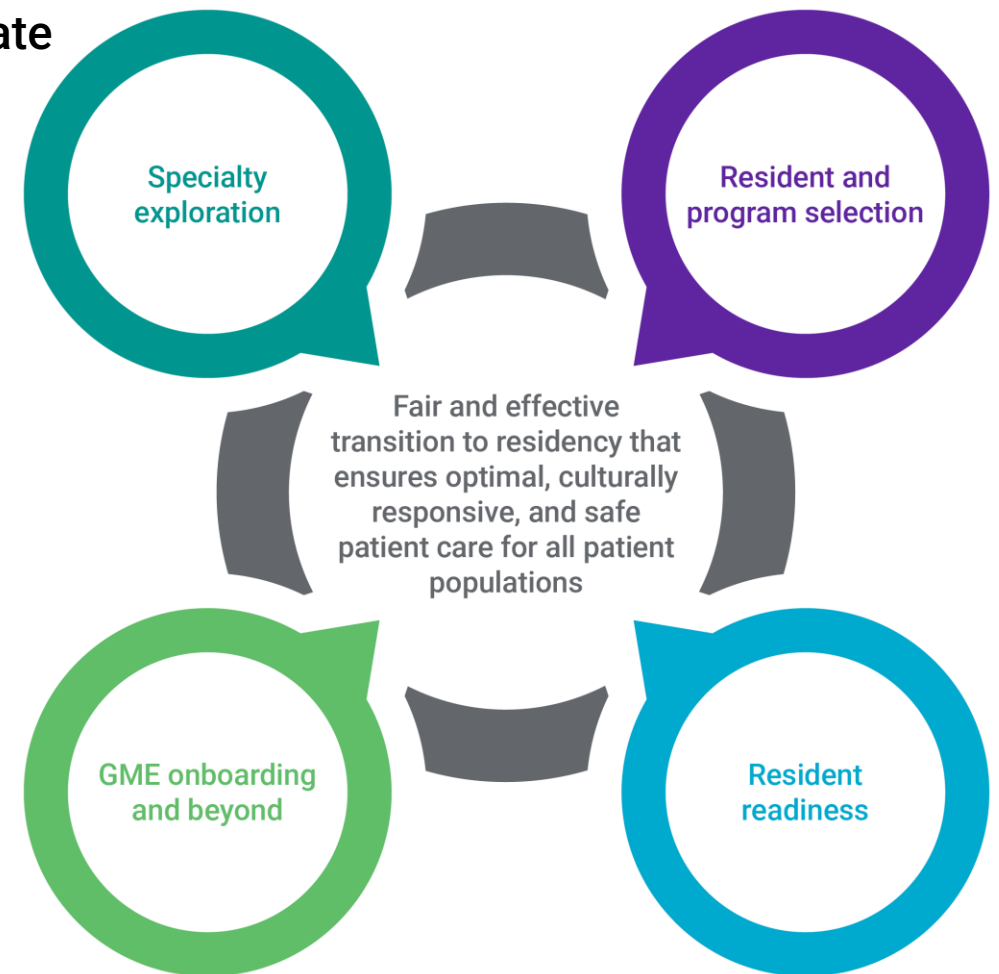 ate
Specialty
exploration
Resident and
program selection
Fair and effective
transition to residency that
ensures optimal, culturally
responsive, and safe
patient care for all patient
populations
GME onboarding
and beyond
Resident
readiness